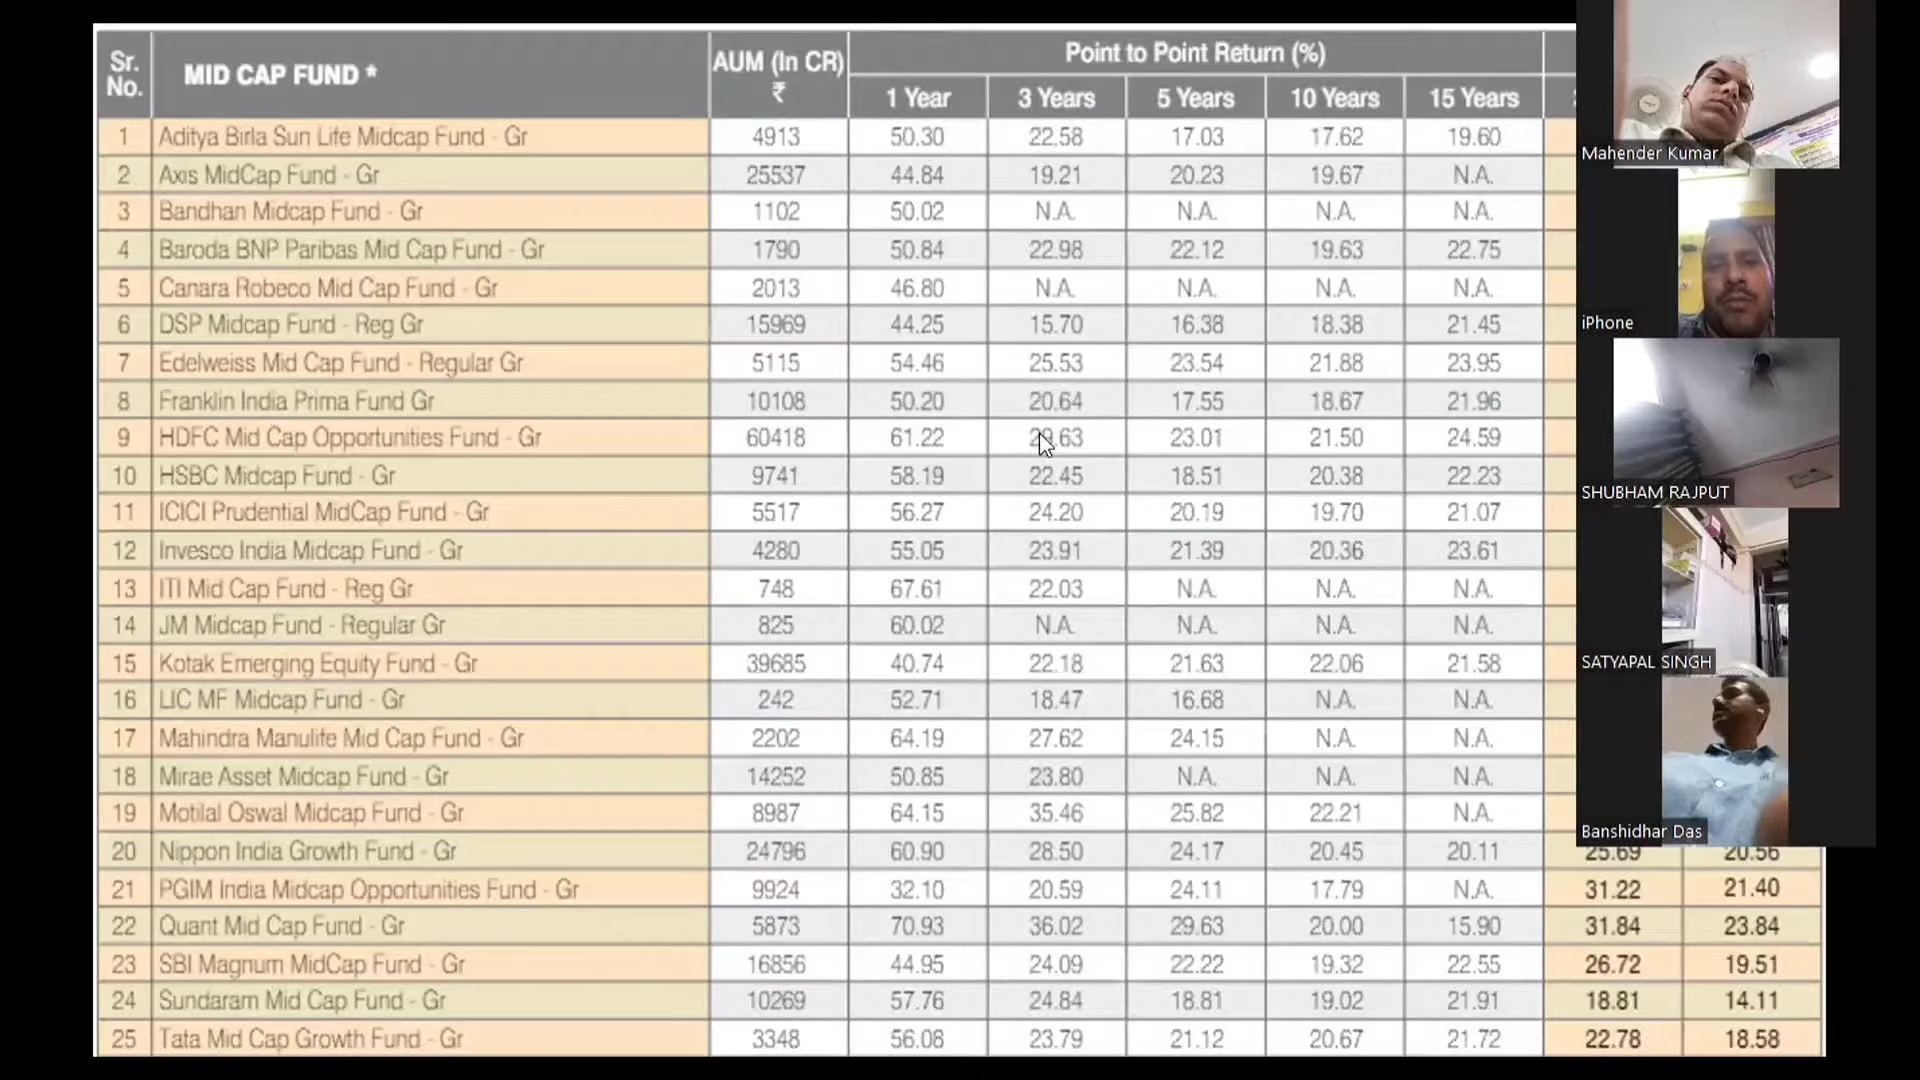 Sr. No. MID CAP FUND * AUM (In CR) ₹ Point to Point Return (%)
1 Year 3 Years 5 Years 10 Years 15 Years
1 Aditya Birla Sun Life Midcap Fund - Gr 4913 50.30 22.58 17.03 17.62 19.60
2 Axis MidCap Fund - Gr 25537 44.84 19.21 20.23 19.67 N.A.
3 Bandhan Midcap Fund - Gr 1102 50.02 N.A. N.A. N.A. N.A.
4 Baroda BNP Paribas Mid Cap Fund - Gr 1790 50.84 22.98 22.12 19.63 22.75
5 Canara Robeco Mid Cap Fund - Gr 2013 46.80 N.A. N.A. N.A. N.A.
6 DSP Midcap Fund - Reg Gr 15969 44.25 15.70 16.38 18.38 21.45
7 Edelweiss Mid Cap Fund - Regular Gr 5115 54.46 25.53 23.54 21.88 23.95
8 Franklin India Prima Fund Gr 10108 50.20 20.64 17.55 18.67 21.96
9 HDFC Mid Cap Opportunities Fund - Gr 60418 61.22 23.01 21.50 24.59
10 HSBC Midcap Fund - Gr 9741 58.19 22.45 18.51 20.38 22.23
11 ICICI Prudential MidCap Fund - Gr 5517 56.27 24.20 20.19 19.70 21.07
12 Invesco India Midcap Fund - Gr 4280 55.05 23.91 21.39 20.36 23.61
13 ITI Mid Cap Fund - Reg Gr 748 67.61 22.03 N.A. N.A. N.A.
14 JM Midcap Fund - Regular Gr 825 60.02 N.A. N.A. N.A. N.A.
15 Kotak Emerging Equity Fund - Gr 39685 40.74 22.18 21.63 22.06 21.58
16 LIC MF Midcap Fund - Gr 242 52.71 18.47 16.68 N.A. N.A.
17 Mahindra Manulife Mid Cap Fund - Gr 2202 64.19 27.62 24.15 N.A. N.A.
18 Mirae Asset Midcap Fund - Gr 14252 50.85 23.80 N.A. N.A. N.A.
19 Motilal Oswal Midcap Fund - Gr 8987 64.15 35.46 25.82 22.21 N.A.
20 Nippon India Growth Fund - Gr 24796 60.90 28.50 24.17 20.45 20.11 25.69 20.56
21 PGIM India Midcap Opportunities Fund - Gr 9924 32.10 20.59 24.11 17.79 N.A. 31.22 21.40
22 Quant Mid Cap Fund - Gr 5873 70.93 36.02 29.63 20.00 15.90 31.84 23.84
23 SBI Magnum MidCap Fund - Gr 16856 44.95 24.09 22.22 19.32 22.55 26.72 19.51
24 Sundaram Mid Cap Fund - Gr 10269 57.76 24.84 18.81 19.02 21.91 18.81 14.11
25 Tata Mid Cap Growth Fund - Gr 3348 56.08 23.79 21.12 20.67 21.72 22.78 18.58
Mahender Kumar
iPhone
SHUBHAM RAJPUT
SATYAPAL SINGH
Banshidhar Das